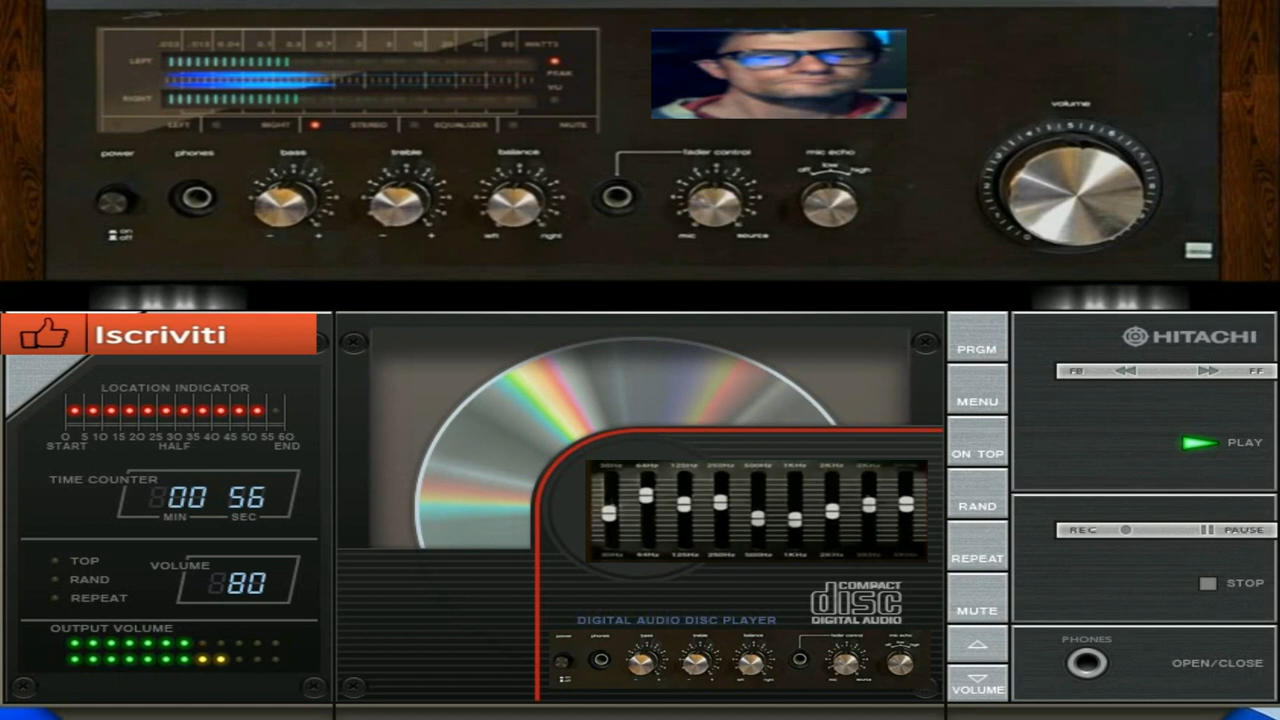 WATTS
LEFT
PEAK
VU
RIGHT
LEFT RIGHT STEREO EQUALIZER MUTE
volume
power phones bass treble balance fader control mic echo
off low high
on
off
- + - + left right mic source
Iscriviti
HITACHI
PRGM
FB FF
LOCATION INDICATOR
MENU
0 5 10 15 20 25 30 35 40 45 50 55 60
START HALF END
PLAY
ON TOP
TIME COUNTER
00 56
MIN SEC
RAND
REC PAUSE
REPEAT
TOP
RAND
REPEAT
VOLUME
80
STOP
COMPACT
disc
DIGITAL AUDIO
MUTE
DIGITAL AUDIO DISC PLAYER
OUTPUT VOLUME
PHONES
OPEN/CLOSE
VOLUME